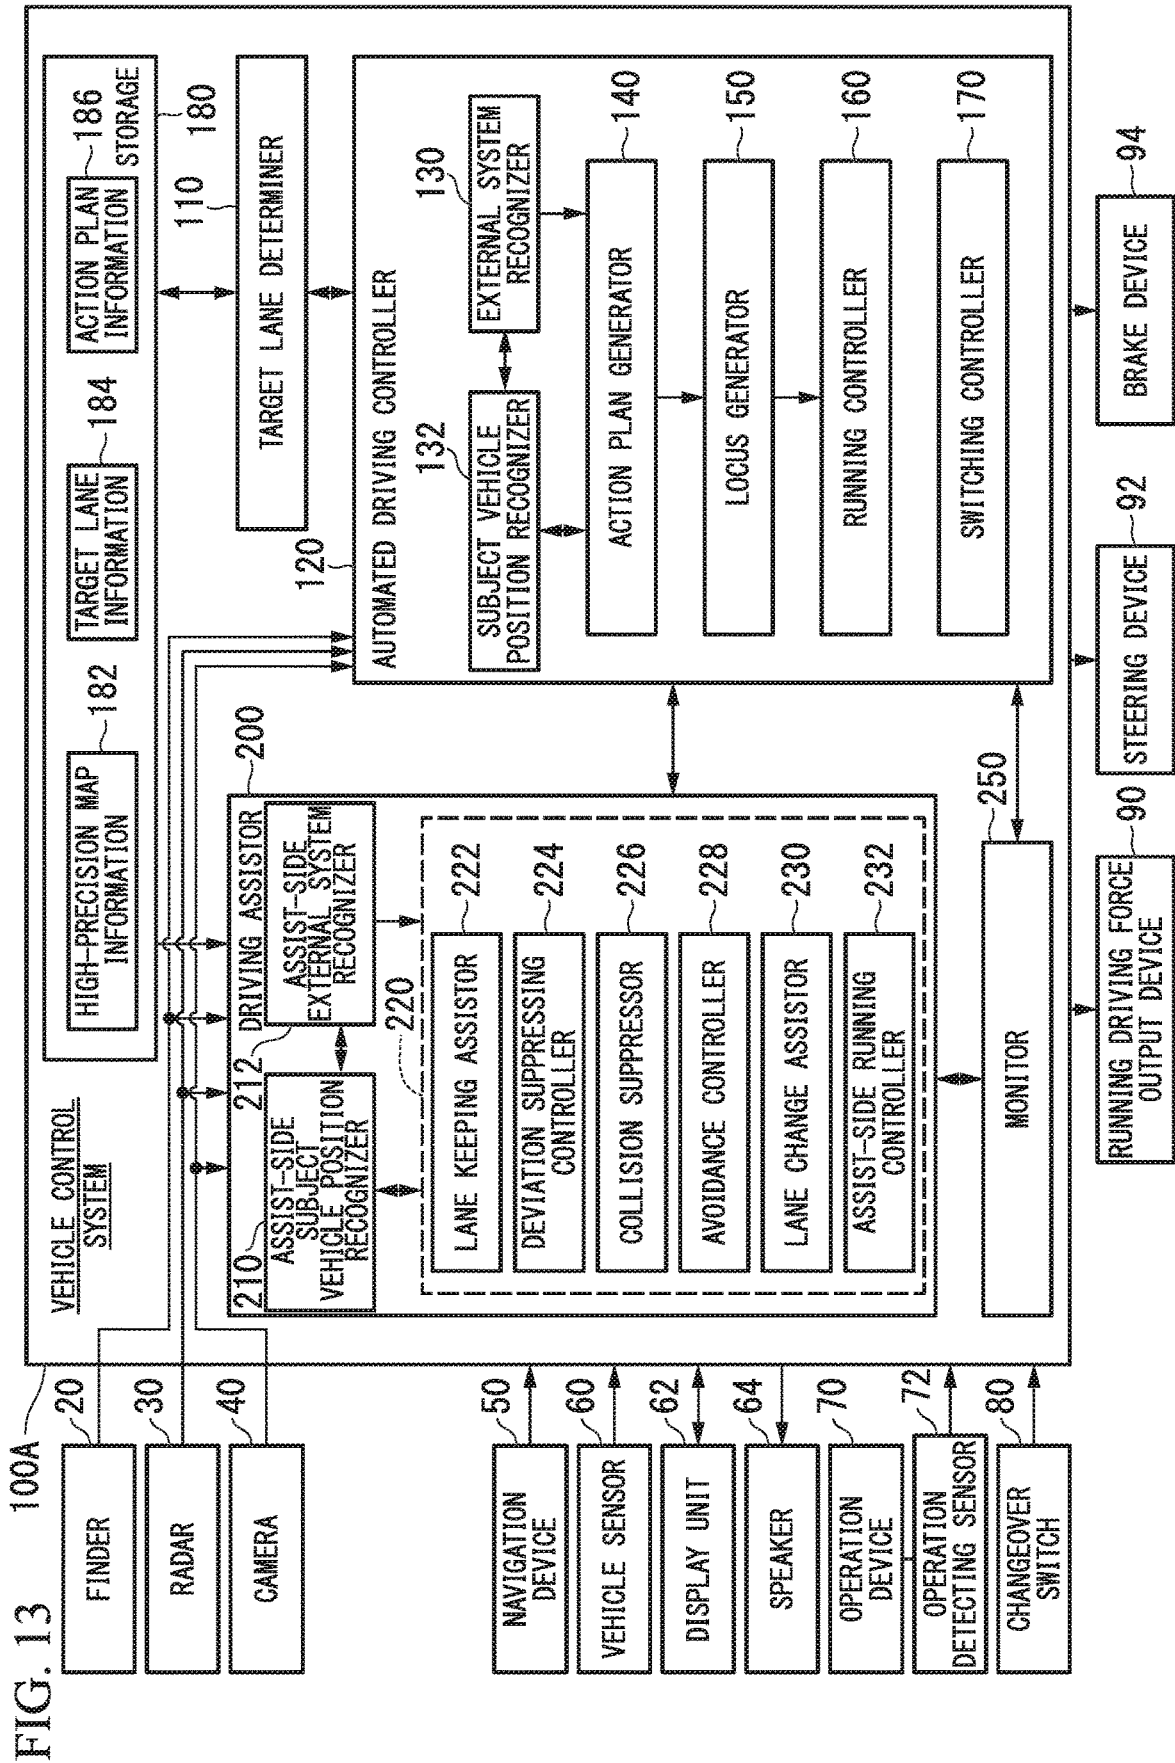 FIG. 13
100A
VEHICLE CONTROL
SYSTEM
FINDER
20
RADAR
30
CAMERA
40
NAVIGATION
DEVICE
50
VEHICLE SENSOR
60
DISPLAY UNIT
62
SPEAKER
64
OPERATION
DEVICE
70
OPERATION
DETECTING SENSOR
72
CHANGEOVER
SWITCH
80
HIGH-PRECISION MAP
INFORMATION
182
TARGET LANE
INFORMATION
184
ACTION PLAN
INFORMATION
186
STORAGE
180
TARGET LANE DETERMINER
110
DRIVING ASSISTOR
200
ASSIST-SIDE
SUBJECT
VEHICLE POSITION
RECOGNIZER
210
ASSIST-SIDE
EXTERNAL SYSTEM
RECOGNIZER
212
220
LANE KEEPING ASSISTOR
222
DEVIATION SUPPRESSING
CONTROLLER
224
COLLISION SUPPRESSOR
226
AVOIDANCE CONTROLLER
228
LANE CHANGE ASSISTOR
230
ASSIST-SIDE RUNNING
CONTROLLER
232
MONITOR
250
120
AUTOMATED DRIVING CONTROLLER
SUBJECT VEHICLE
POSITION RECOGNIZER
132
EXTERNAL SYSTEM
RECOGNIZER
130
ACTION PLAN GENERATOR
140
LOCUS GENERATOR
150
RUNNING CONTROLLER
160
SWITCHING CONTROLLER
170
RUNNING DRIVING FORCE
OUTPUT DEVICE
90
STEERING DEVICE
92
BRAKE DEVICE
94